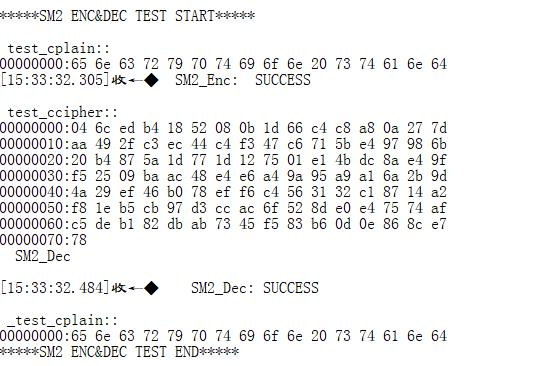 *****SM2 ENC&DEC TEST START*****
test_cplain::
00000000:65 6e 63 72 79 70 74 69 6f 6e 20 73 74 61 6e 64
[15:33:32.305]收←◆ SM2_Enc: SUCCESS
test_ccipher::
00000000:04 6c ed b4 18 52 08 0b 1d 66 c4 c8 a8 0a 27 7d
00000010:aa 49 2f c3 ec 44 c4 f3 47 c6 71 5b e4 97 98 6b
00000020:20 b4 87 5a 1d 77 1d 12 75 01 e1 4b dc 8a e4 9f
00000030:f5 25 09 ba ac 48 e4 e6 a4 9a 95 a9 a1 6a 2b 9d
00000040:4a 29 ef 46 b0 78 ef f6 c4 56 31 32 c1 87 14 a2
00000050:f8 1e b5 cb 97 d3 cc ac 6f 52 8d e0 e4 75 74 af
00000060:c5 de b1 82 db ab 73 45 f5 83 b6 0d 0e 86 8c e7
00000070:78
SM2_Dec
[15:33:32.484]收←◆ SM2_Dec: SUCCESS
_test_cplain::
00000000:65 6e 63 72 79 70 74 69 6f 6e 20 73 74 61 6e 64
*****SM2 ENC&DEC TEST END*****